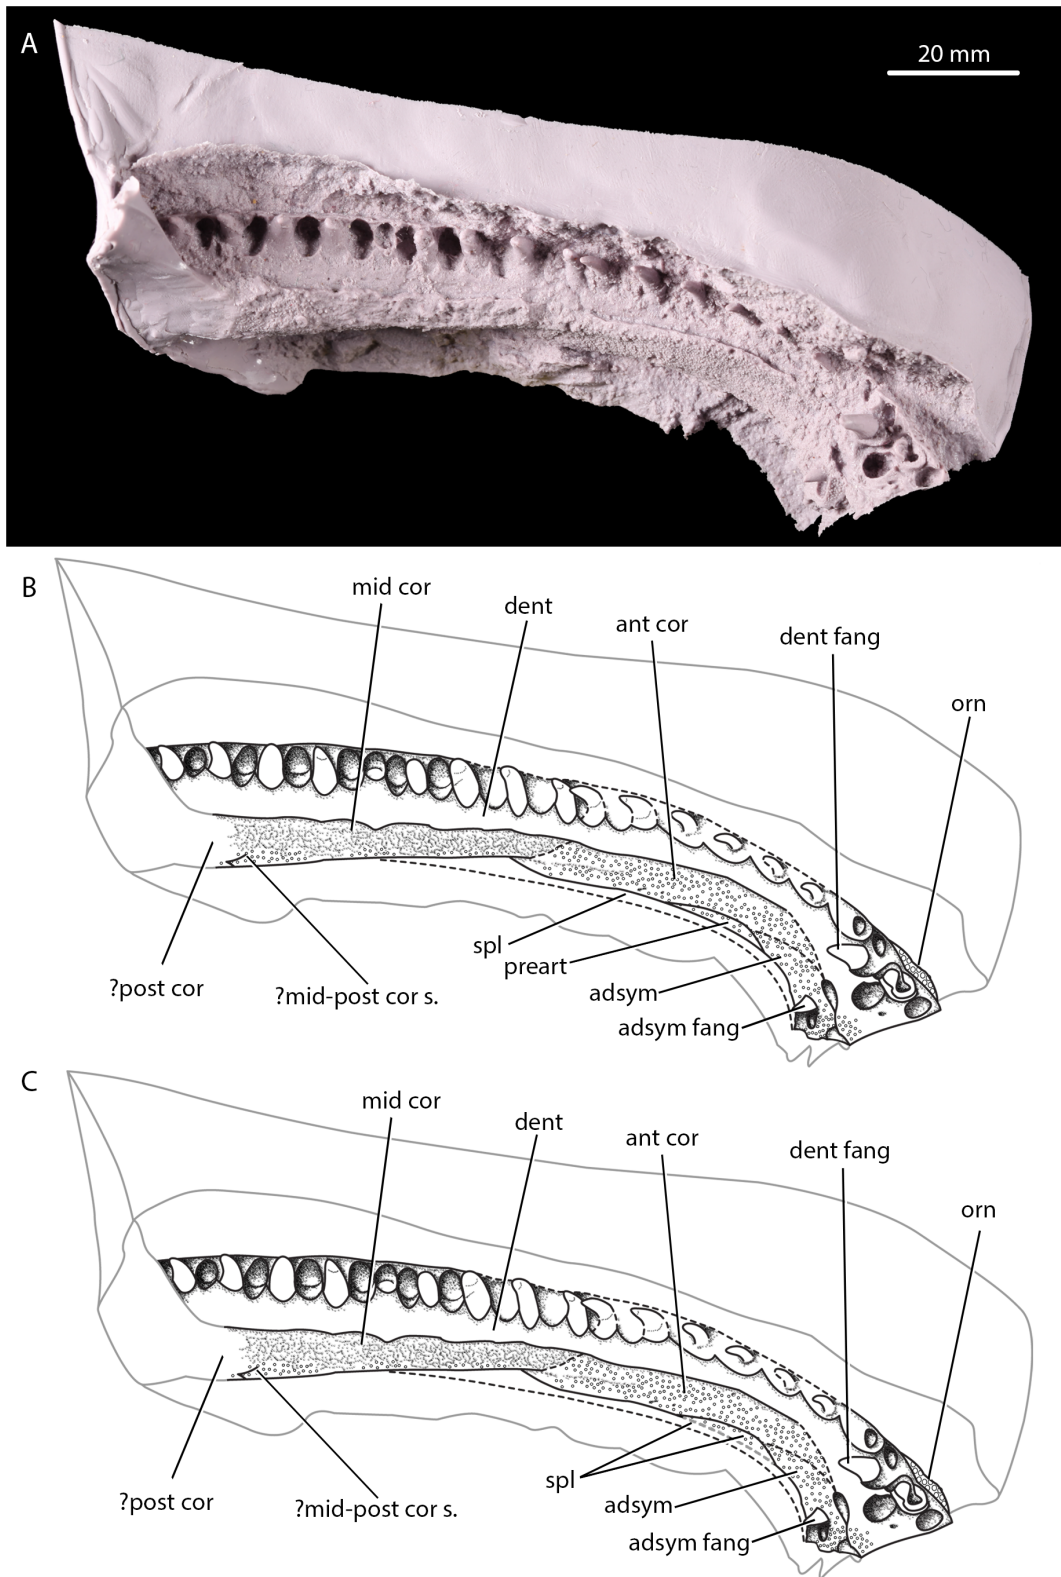 A
20 mm
B
mid cor
dent
ant cor
dent fang
orn
spl
preart
?post cor
?mid-post cor s.
adsym
adsym fang
C
mid cor
dent
ant cor
dent fang
orn
spl
?post cor
?mid-post cor s.
adsym
adsym fang